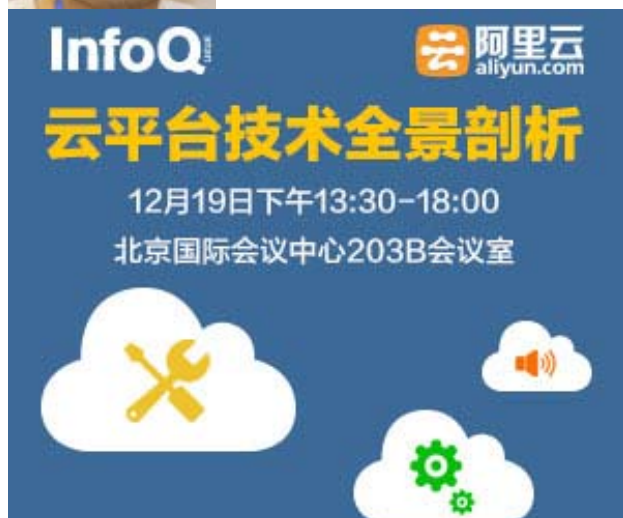 InfoQ
阿里云
aliyun.com
云平台技术全景剖析
12月19日下午13:30-18:00
北京国际会议中心203B会议室